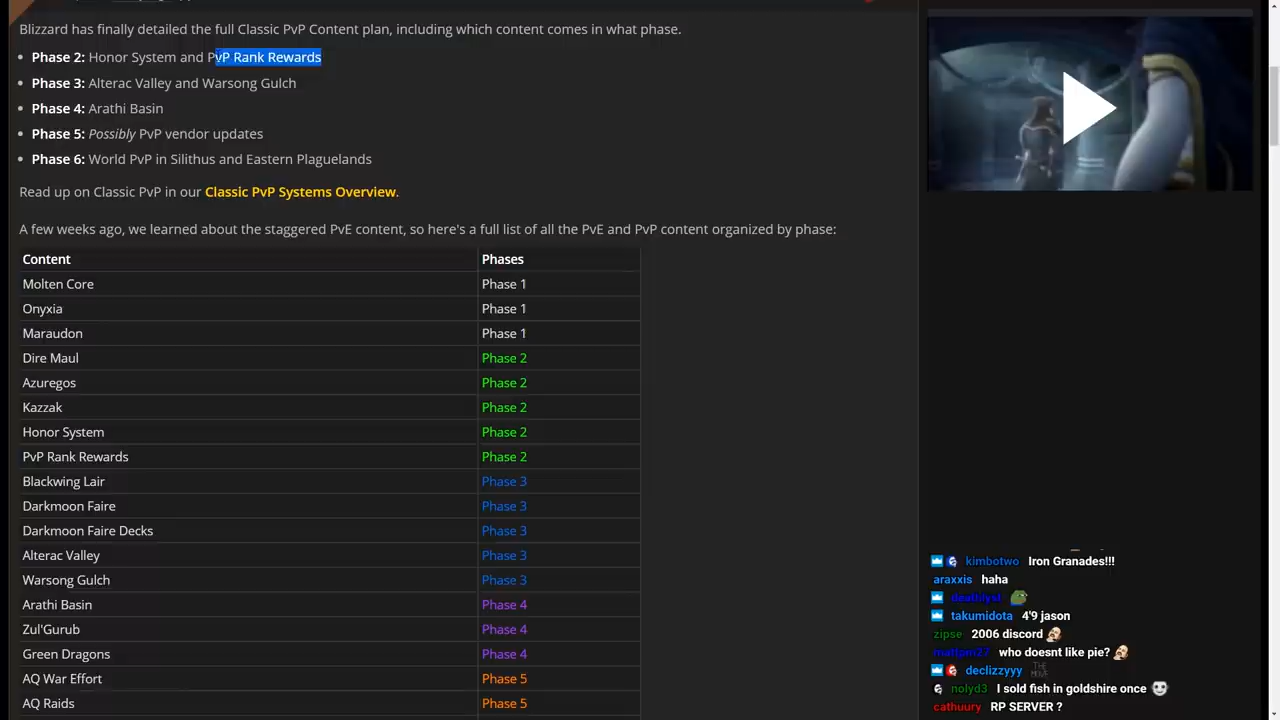 Blizzard has finally detailed the full Classic PvP Content plan, including which content comes in what phase.
Phase 2: Honor System and PvP Rank Rewards
Phase 3: Alterac Valley and Warsong Gulch
Phase 4: Arathi Basin
Phase 5: Possibly PvP vendor updates
Phase 6: World PvP in Silithus and Eastern Plaguelands
Read up on Classic PvP in our Classic PvP Systems Overview.
A few weeks ago, we learned about the staggered PvE content, so here's a full list of all the PvE and PvP content organized by phase:
Content Phases
Molten Core Phase 1
Onyxia Phase 1
Maraudon Phase 1
Dire Maul Phase 2
Azuregos Phase 2
Kazzak Phase 2
Honor System Phase 2
PvP Rank Rewards Phase 2
Blackwing Lair Phase 3
Darkmoon Faire Phase 3
Darkmoon Faire Decks Phase 3
Alterac Valley Phase 3
Warsong Gulch Phase 3
Arathi Basin Phase 4
Zul'Gurub Phase 4
Green Dragons Phase 4
AQ War Effort Phase 5
AQ Raids Phase 5
kimbotwo Iron Granades!!!
araxxis haha
deathlyst
takumidota 4'9 jason
zipse 2006 discord
who doesnt like pie?
declizzyyy THE MOVE
nolyd3 I sold fish in goldshire once
cathuury RP SERVER ?